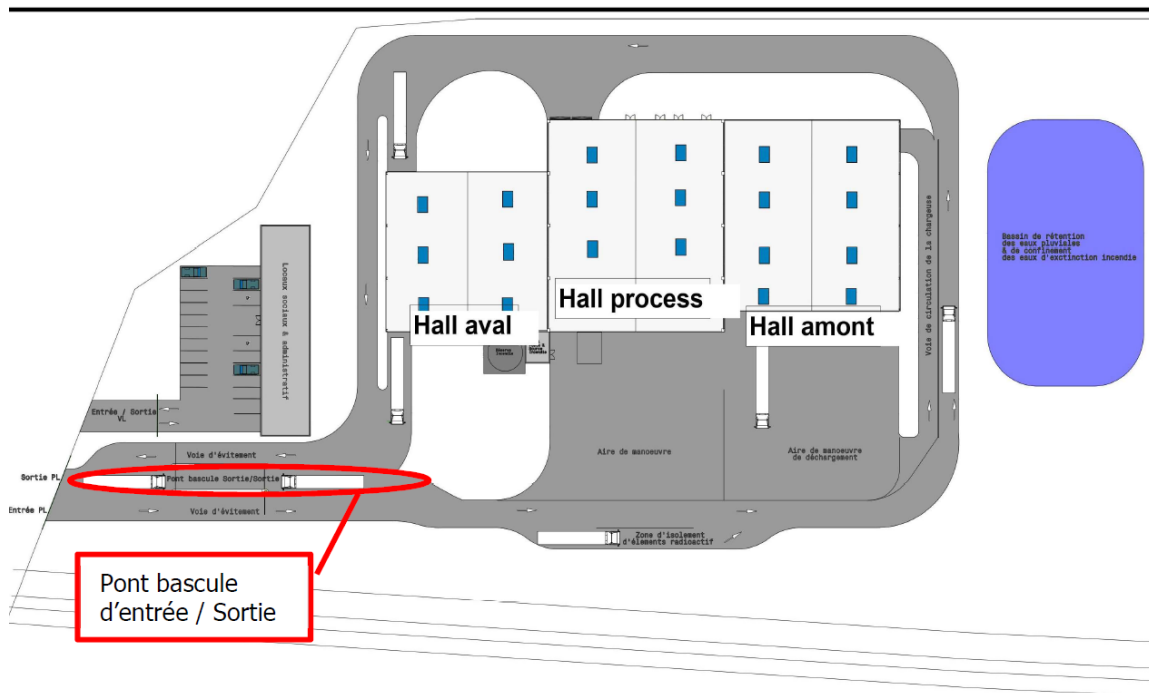 Bassin de rétention
des eaux pluviales
& de confinement
des eaux d'exctinction incendie
Voie de circulation de la chargeuse
Locaux sociaux & administratif
Hall process
Hall aval
Hall amont
Entrée / Sortie
VL
Voie d'évitement
Aire de manoeuvre
Aire de manoeuvre
de déchargement
Sortie PL
Pont bascule Sortie/Sortie
Entrée PL
Voie d'évitement
Zone d'isolement
d'éléments radioactif
Pont bascule
d'entrée / Sortie